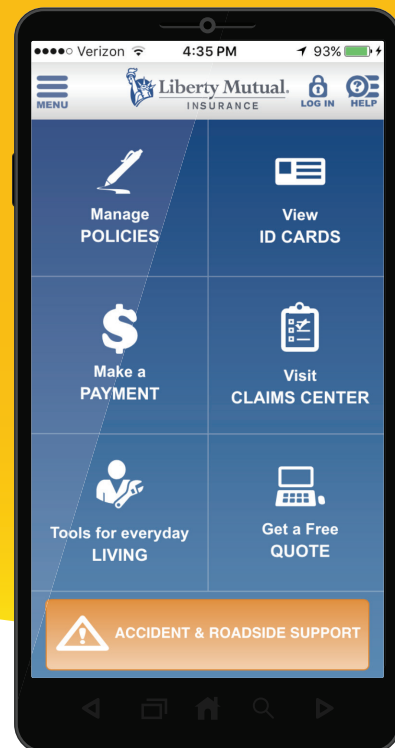 Verizon 4:35 PM 93%
MENU
Liberty Mutual.
INSURANCE
LOG IN
HELP
Manage
POLICIES
View
ID CARDS
Make a
PAYMENT
Visit
CLAIMS CENTER
Tools for everyday
LIVING
Get a Free
QUOTE
ACCIDENT & ROADSIDE SUPPORT